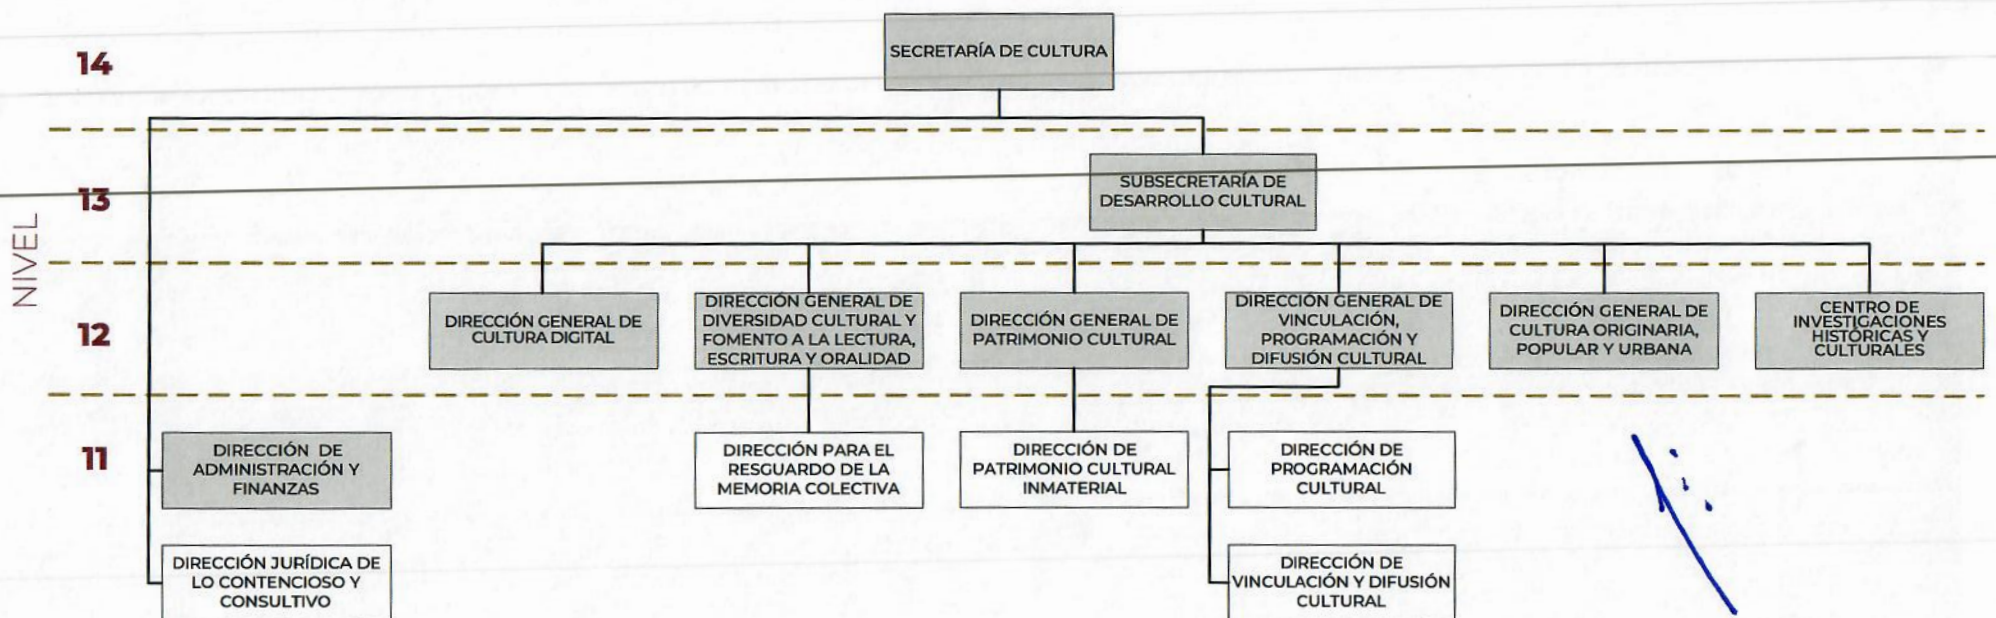 14
SECRETARÍA DE CULTURA
NIVEL
13
SUBSECRETARÍA DE
DESARROLLO CULTURAL
12
DIRECCIÓN GENERAL DE
CULTURA DIGITAL
DIRECCIÓN GENERAL DE
DIVERSIDAD CULTURAL Y
FOMENTO A LA LECTURA,
ESCRITURA Y ORALIDAD
DIRECCIÓN GENERAL DE
PATRIMONIO CULTURAL
DIRECCIÓN GENERAL DE
VINCULACIÓN,
PROGRAMACIÓN Y
DIFUSIÓN CULTURAL
DIRECCIÓN GENERAL DE
CULTURA ORIGINARIA,
POPULAR Y URBANA
CENTRO DE
INVESTIGACIONES
HISTÓRICAS Y
CULTURALES
11
DIRECCIÓN DE
ADMINISTRACIÓN Y
FINANZAS
DIRECCIÓN PARA EL
RESGUARDO DE LA
MEMORIA COLECTIVA
DIRECCIÓN DE
PATRIMONIO CULTURAL
INMATERIAL
DIRECCIÓN DE
PROGRAMACIÓN
CULTURAL
DIRECCIÓN JURÍDICA DE
LO CONTENCIOSO Y
CONSULTIVO
DIRECCIÓN DE
VINCULACIÓN Y DIFUSIÓN
CULTURAL